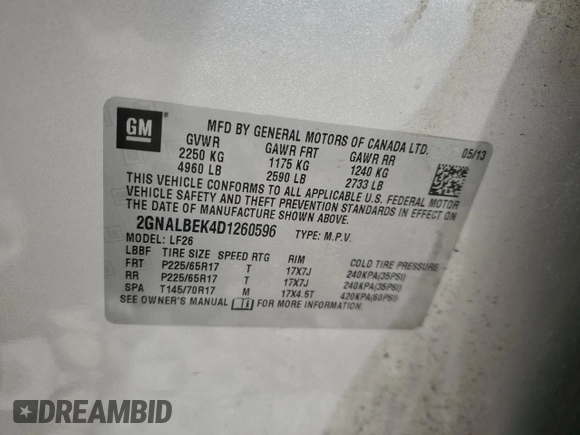 GM
®
MFD BY GENERAL MOTORS OF CANADA LTD.
05/13
GVWR GAWR FRT GAWR RR
2250 KG 1175 KG 1240 KG
4960 LB 2590 LB 2733 LB
THIS VEHICLE CONFORMS TO ALL APPLICABLE U.S. FEDERAL MOTOR
VEHICLE SAFETY AND THEFT PREVENTION STANDARDS IN EFFECT ON
THE DATE OF MANUFACTURE SHOWN ABOVE.
2GNALBEK4D1260596 TYPE: M.P.V.
MODEL: LF26
LBBF TIRE SIZE SPEED RTG RIM COLD TIRE PRESSURE
FRT P225/65R17 T 17X7J 240KPA(35PSI)
RR P225/65R17 T 17X7J 240KPA(35PSI)
SPA T145/70R17 M 17X4.5T 420KPA(60PSI)
SEE OWNER'S MANUAL FOR MORE INFORMATION.
DREAMBID